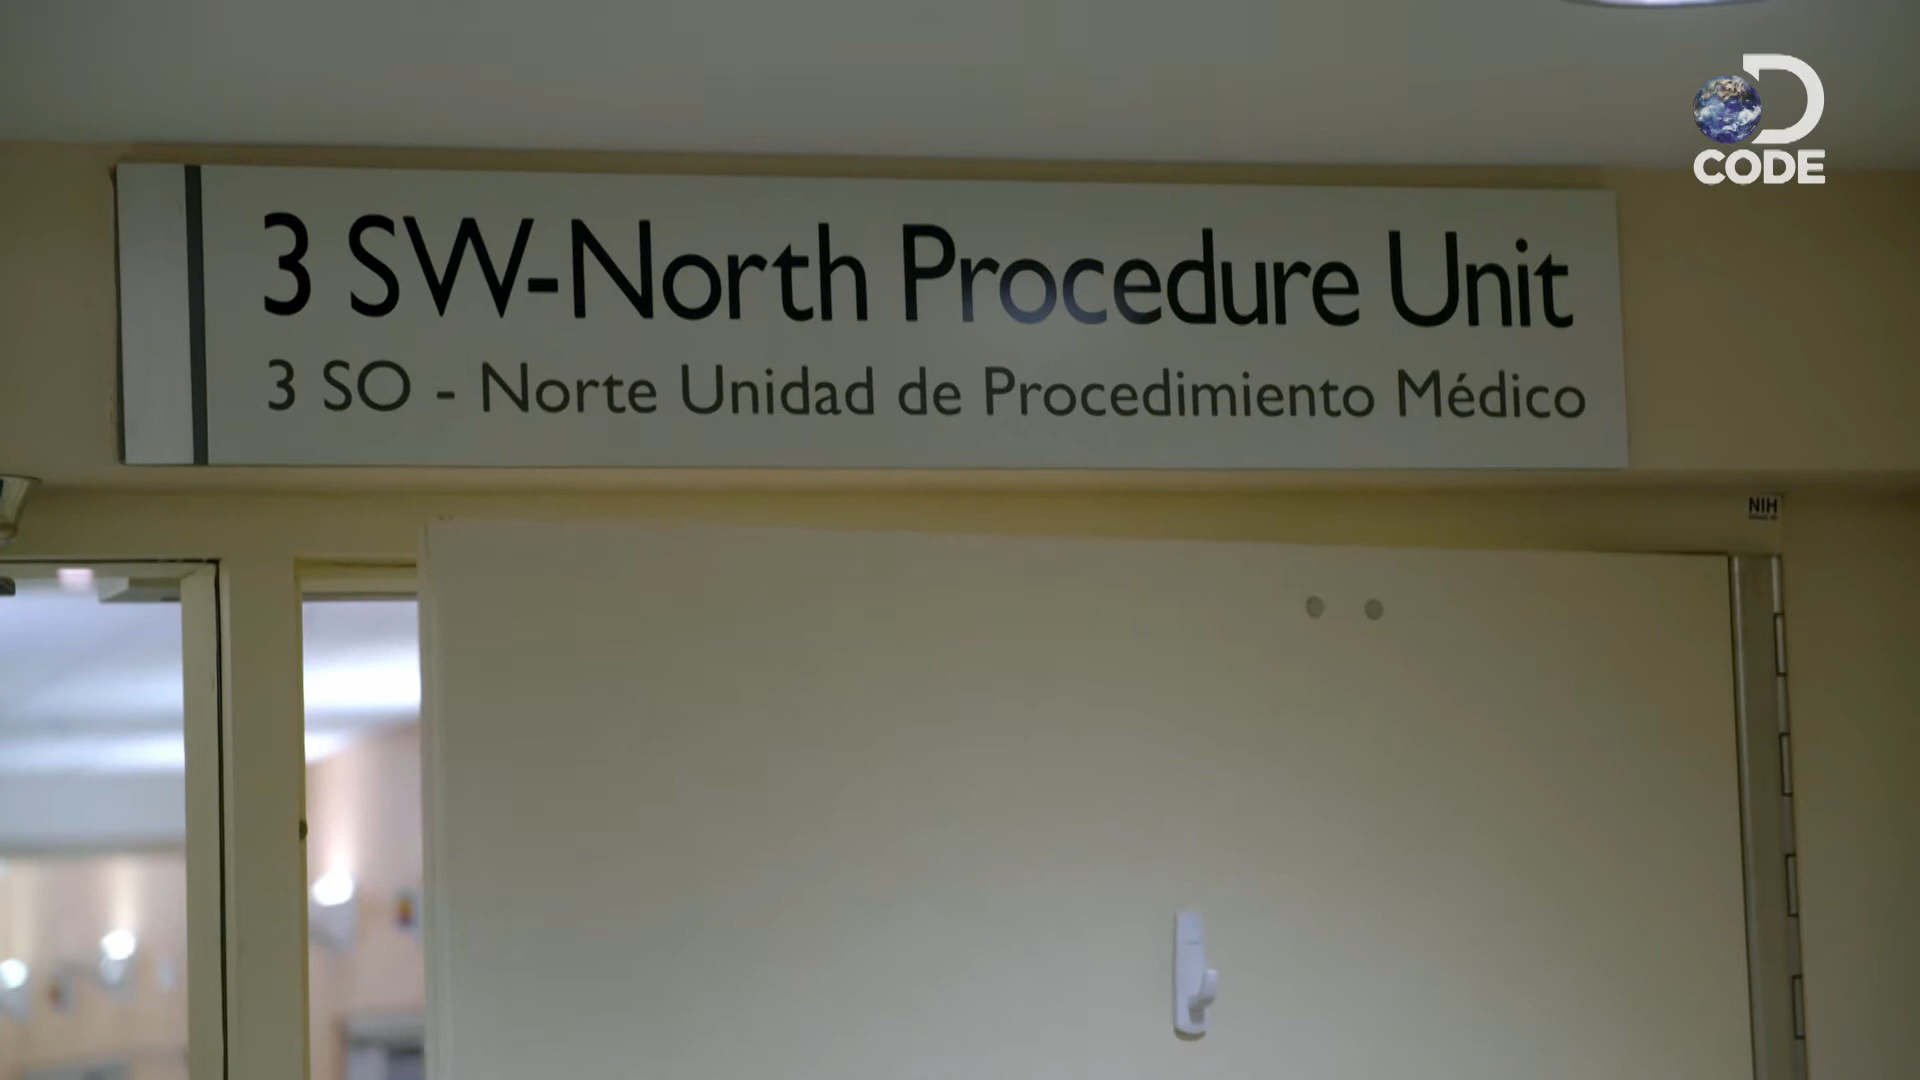 3 SW-North Procedure Unit
3 SO - Norte Unidad de Procedimiento Médico
D
CODE
NIH